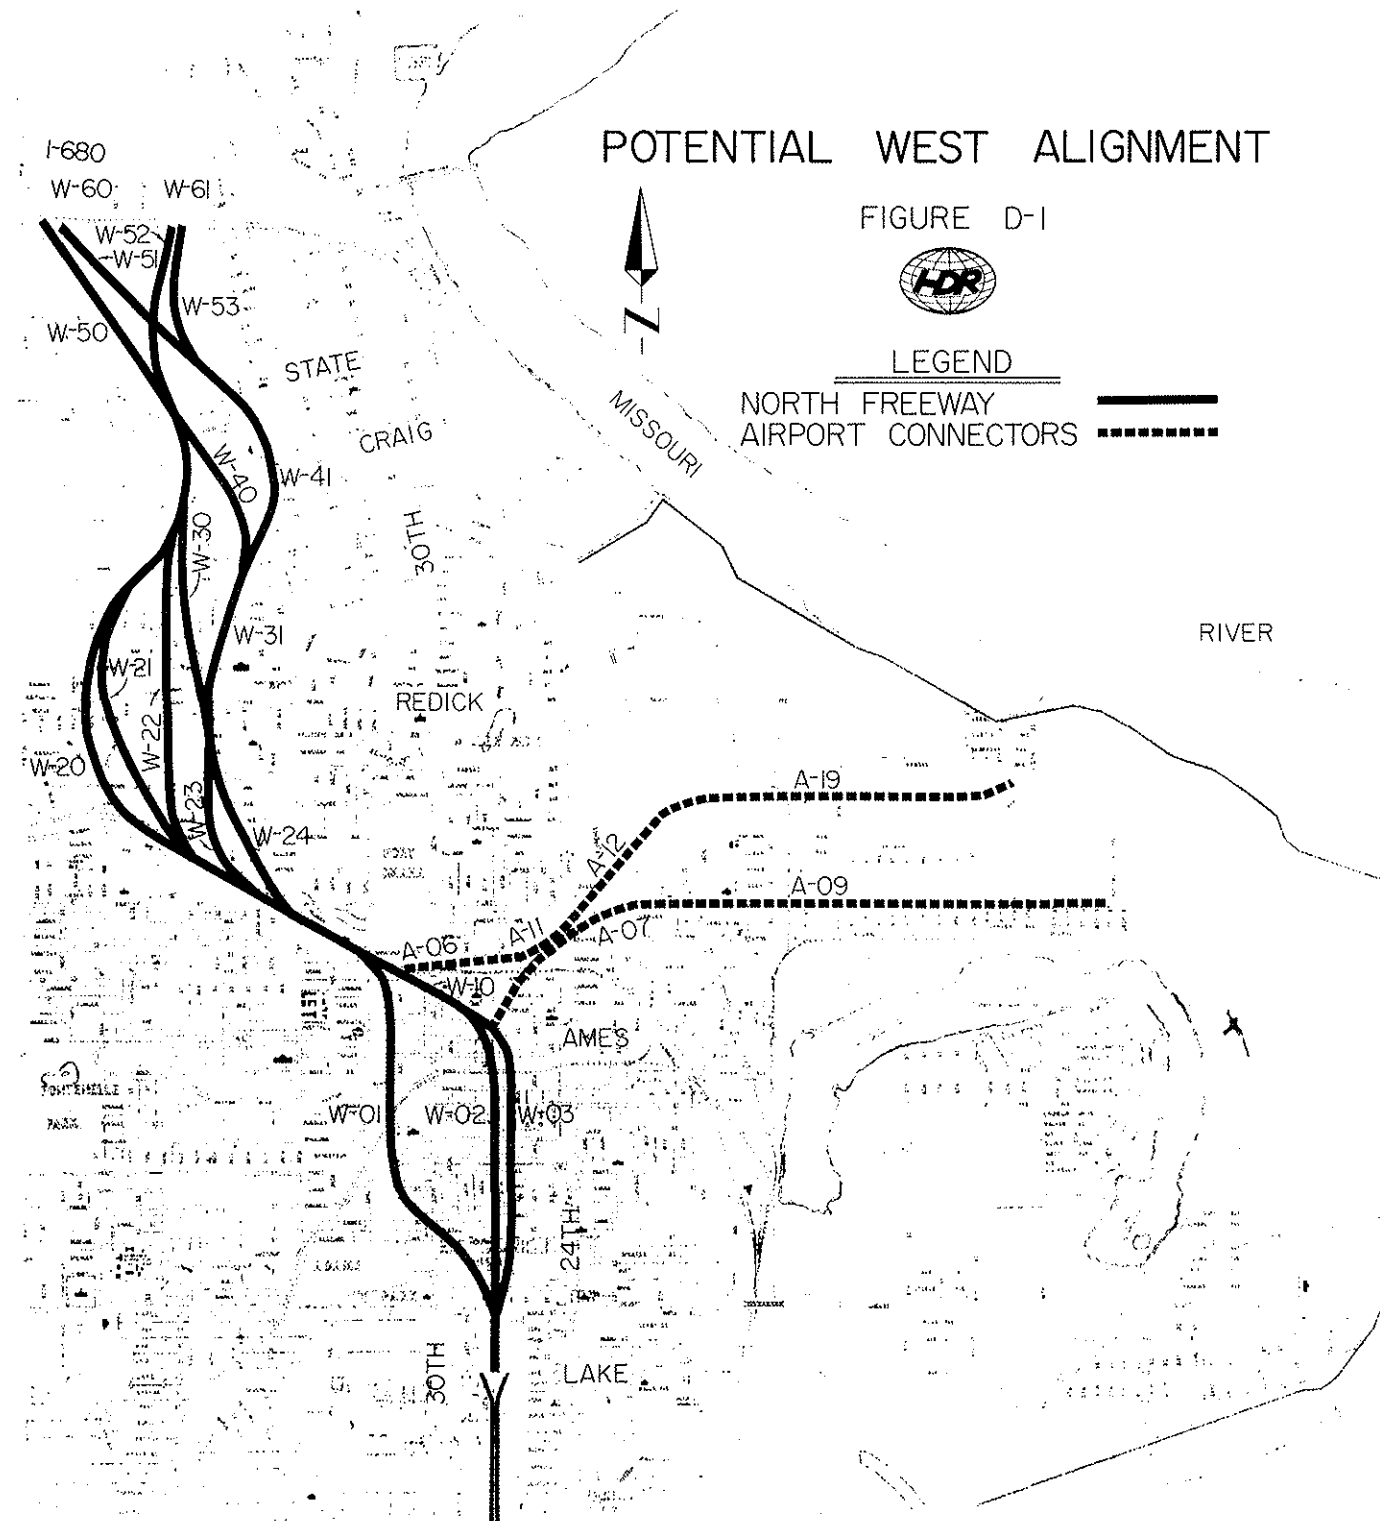 POTENTIAL WEST ALIGNMENT
FIGURE D-1
HDR
LEGEND
NORTH FREEWAY
AIRPORT CONNECTORS
N
I-680
W-60 W-61
W-52
W-51
W-53
W-50
STATE
CRAIG
MISSOURI
RIVER
W-40
W-41
30TH
W-30
W-31
W-21
REDICK
W-22
W-20
W-23
W-24
A-19
A-12
A-09
A-11
A-07
A-06
W-10
AMES
FONTENELLE
PARK
W-01
W-02
W-03
24TH
30TH
LAKE